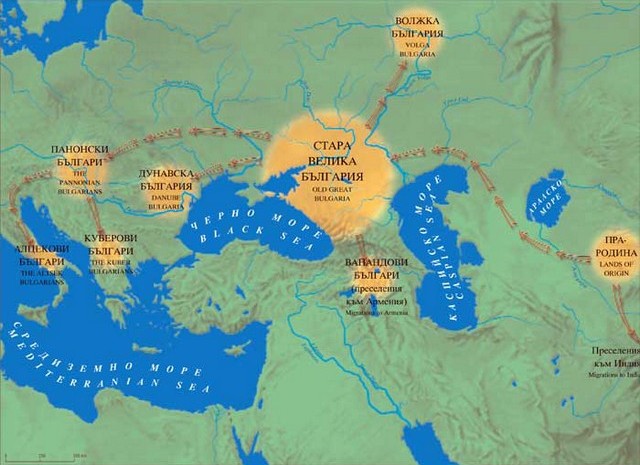 ВОЛЖКА
БЪЛГАРИЯ
VOLGA
BULGARIA
СТАРА
ВЕЛИКА
БЪЛГАРИЯ
OLD GREAT
BULGARIA
ПАНОНСКИ
БЪЛГАРИ
THE
PANNONIAN
BULGARIANS
ДУНАВСКА
БЪЛГАРИЯ
DANUBE
BULGARIA
АЛЦЕКОВИ
БЪЛГАРИ
THE ALTSEK
BULGARIANS
КУБЕРОВИ
БЪЛГАРИ
THE KUBER
BULGARIANS
ЧЕРНО МОРЕ
BLACK SEA
ВАНАНДОВИ
БЪЛГАРИ
(преселения
към Армения)
Migrations to Armenia
КАСПИЙСКО МОРЕ
CASPIAN SEA
АРАЛСКО
МОРЕ
ПРА-
РОДИНА
LANDS OF
ORIGIN
Преселения
към Индия
Migrations to India
СРЕДИЗЕМНО МОРЕ
MEDITERRANIAN SEA